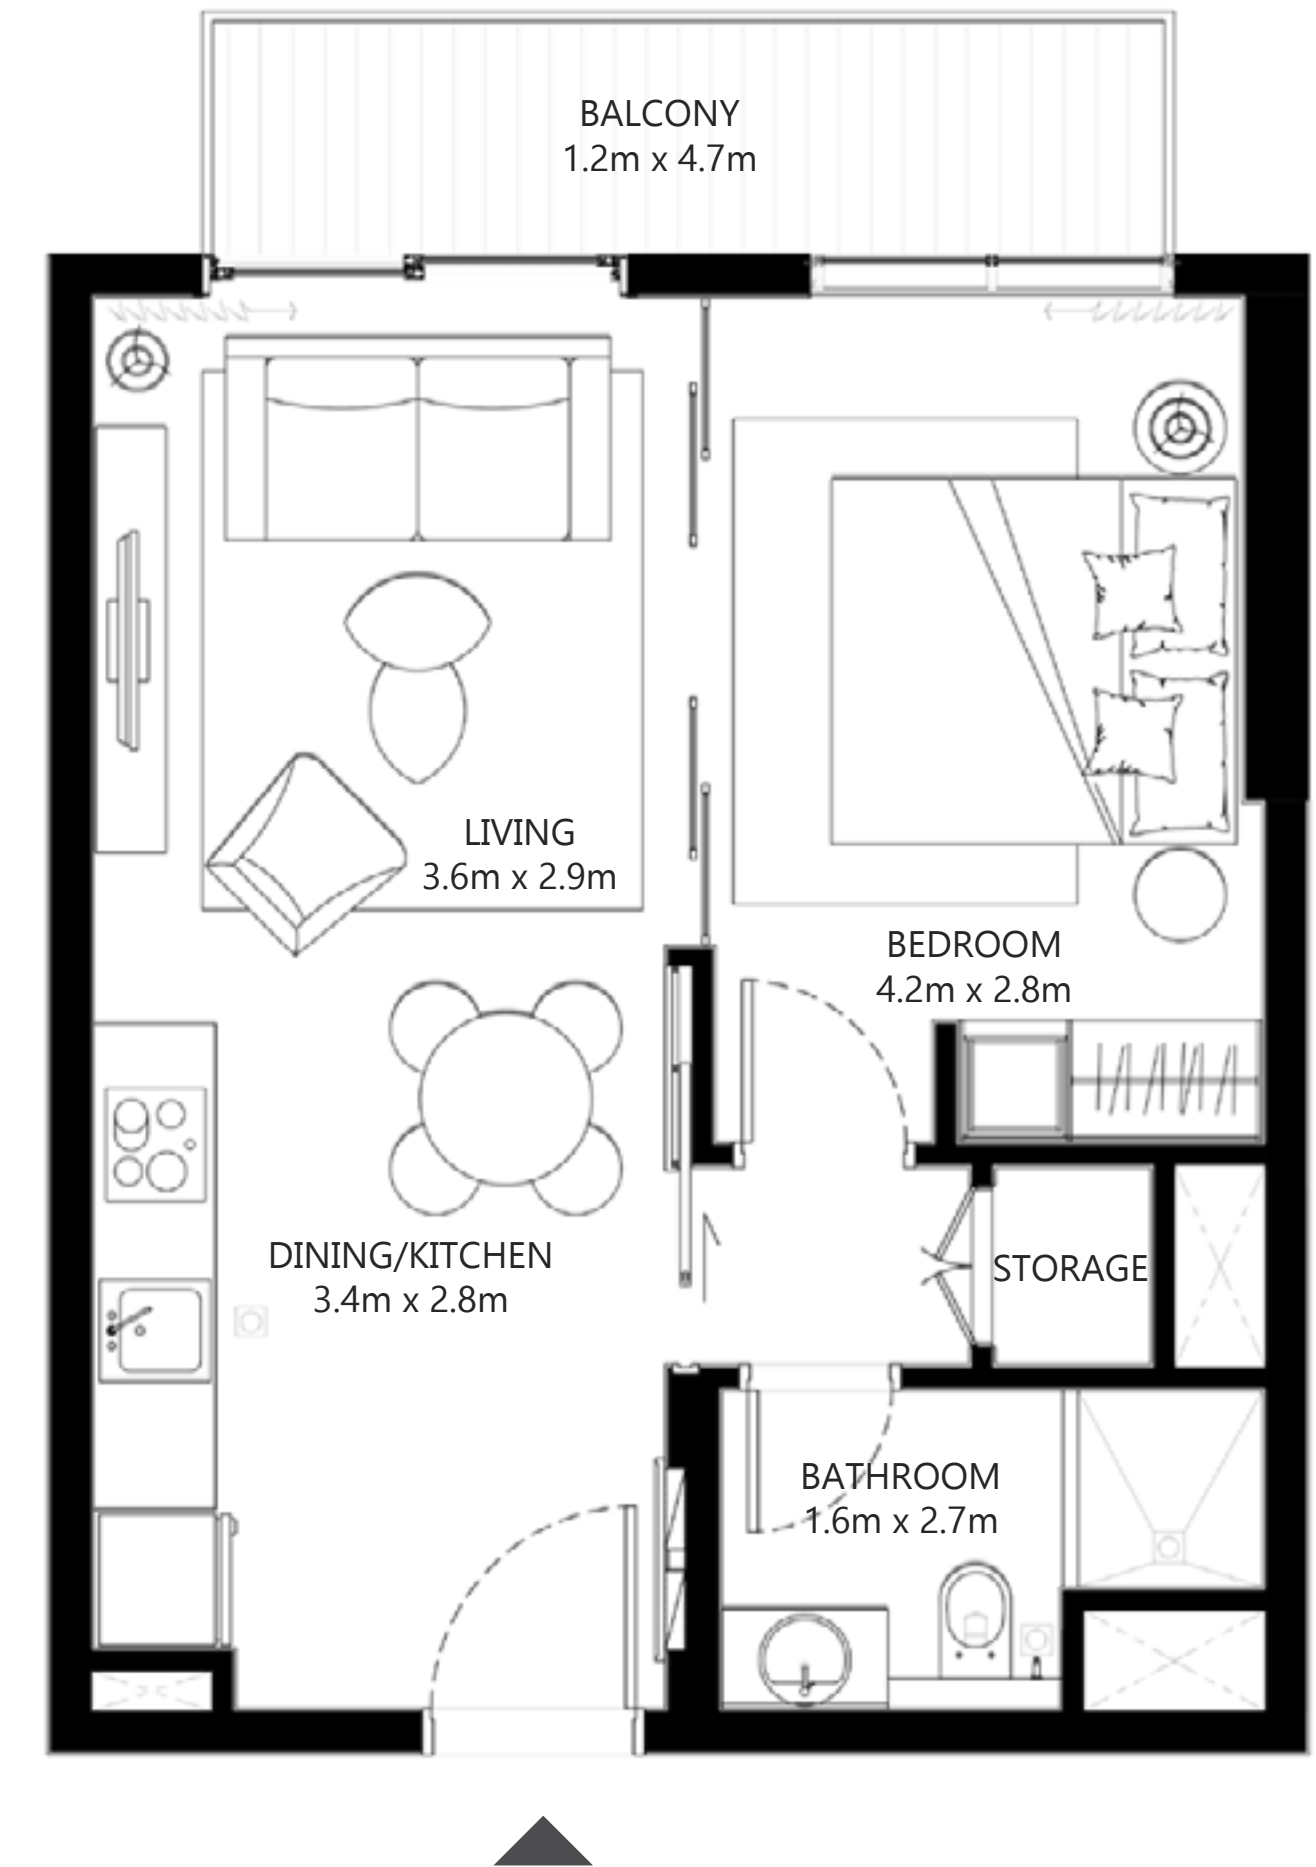 BALCONY
1.2m x 4.7m
LIVING
3.6m x 2.9m
BEDROOM
4.2m x 2.8m
DINING/KITCHEN
3.4m x 2.8m
STORAGE
BATHROOM
1.6m x 2.7m